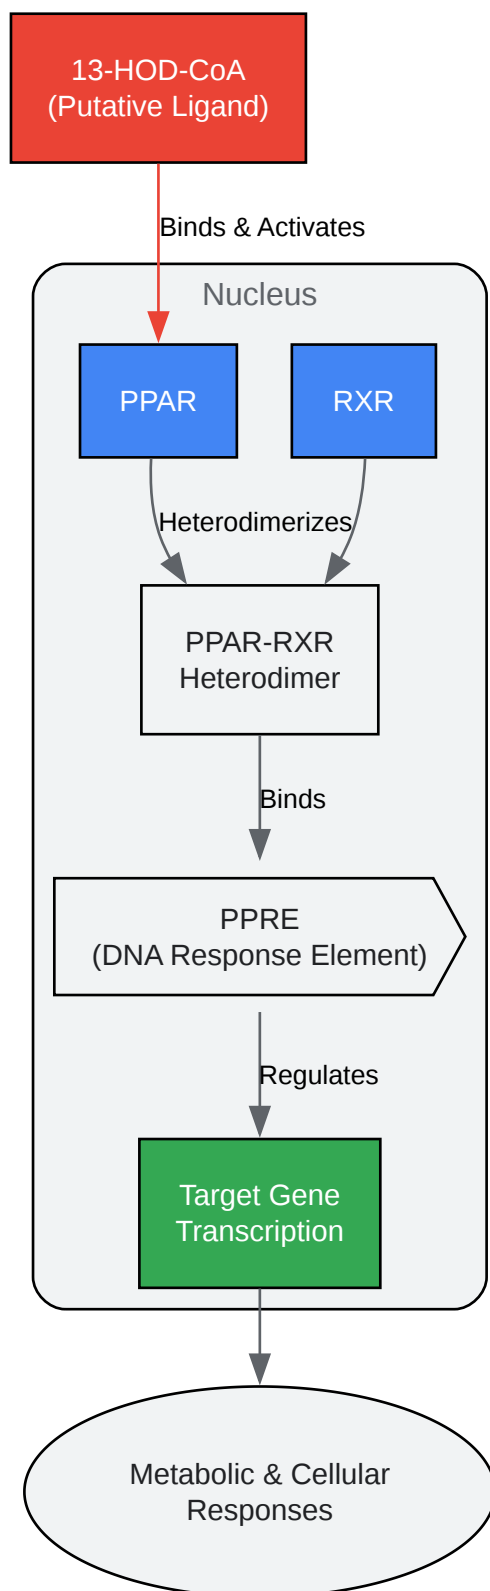 13-HOD-CoA
(Putative Ligand)
Binds & Activates
Nucleus
PPAR
RXR
Heterodimerizes
PPAR-RXR
Heterodimer
Binds
PPRE
(DNA Response Element)
Regulates
Target Gene
Transcription
Metabolic & Cellular
Responses